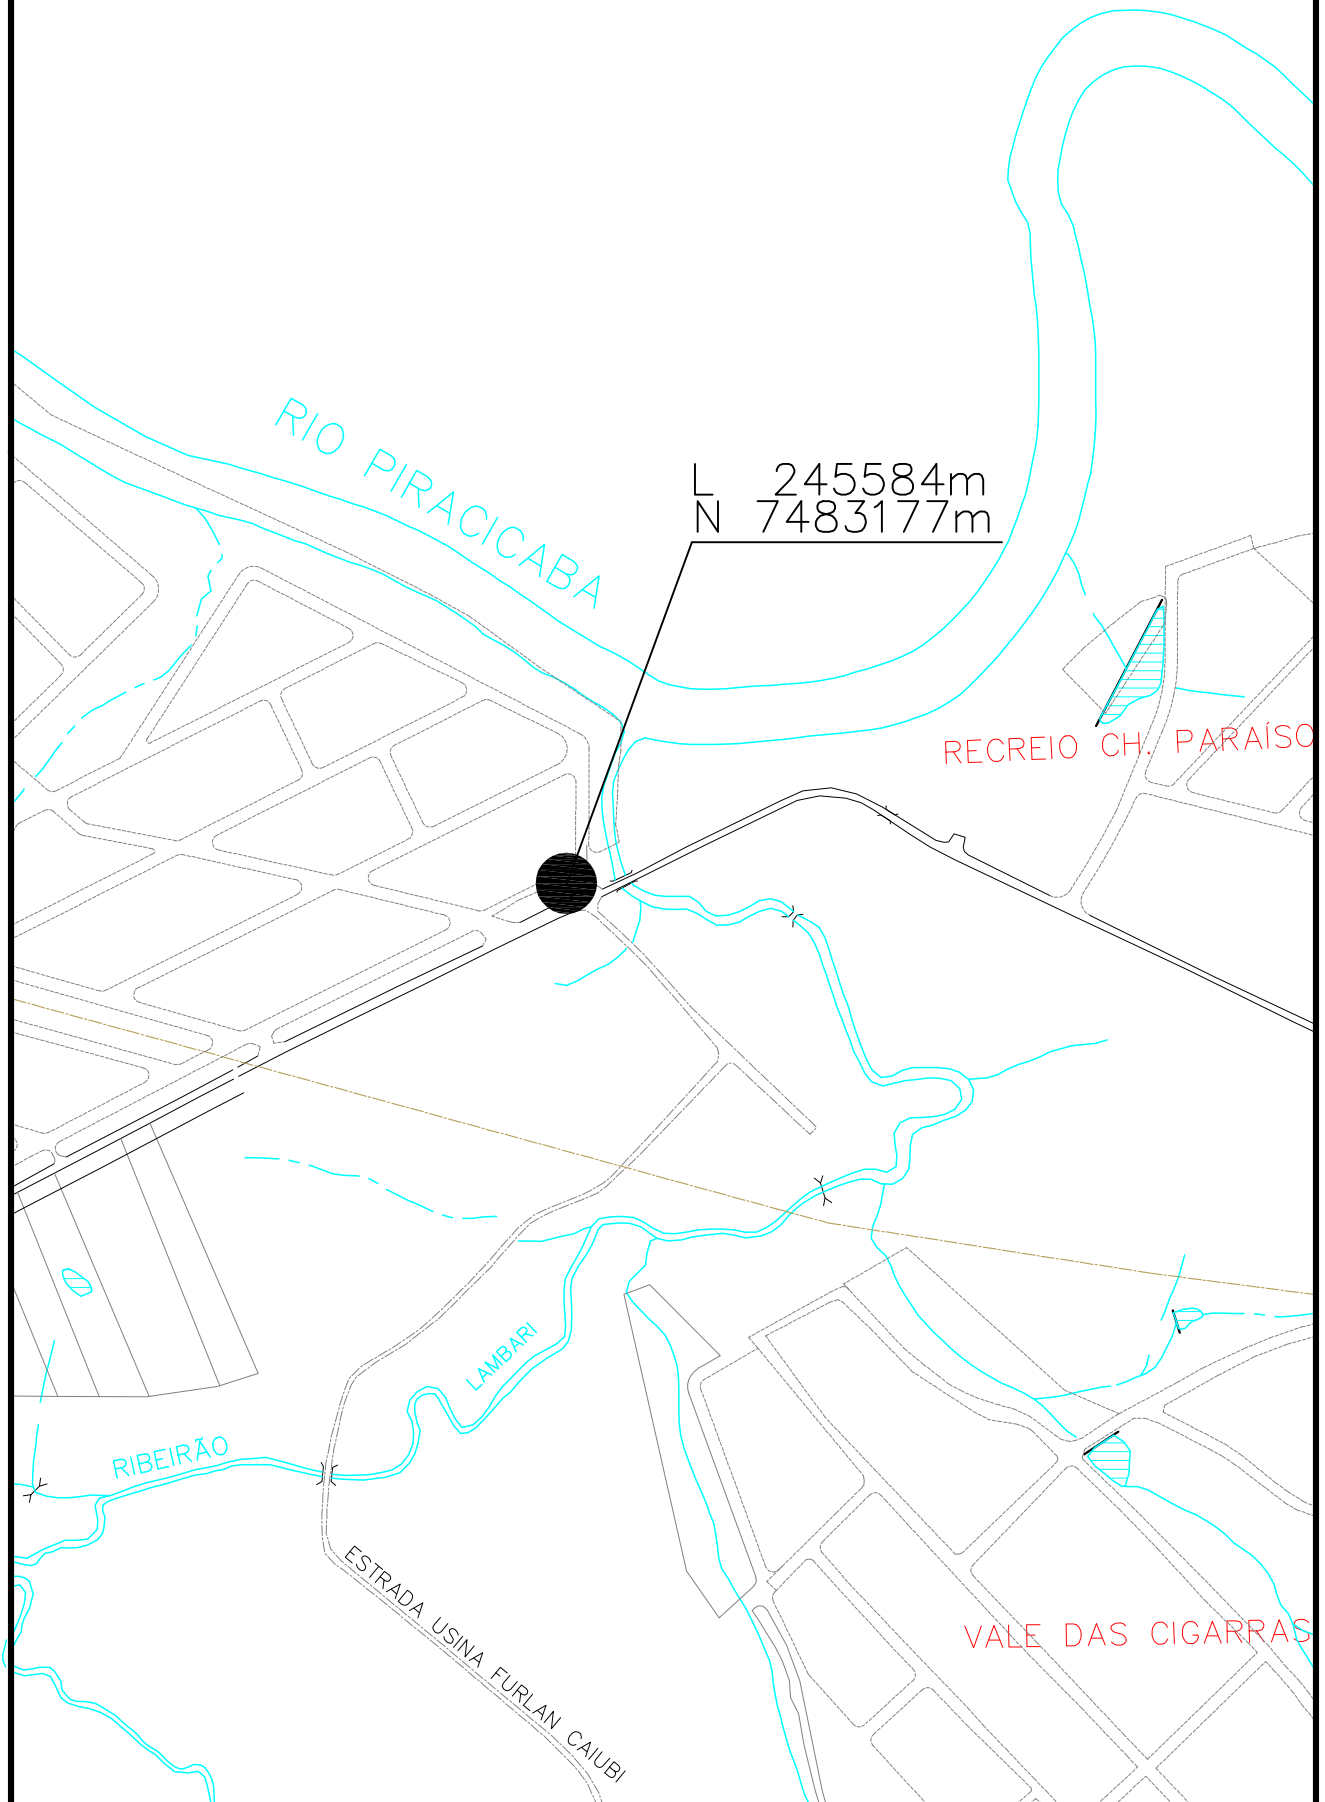 RIO PIRACICABA
L 245584m
N 7483177m
RECREIO CH. PARAÍSO
LAMBARI
RIBEIRÃO
ESTRADA USINA FURLAN CAIUBI
VALE DAS CIGARRAS